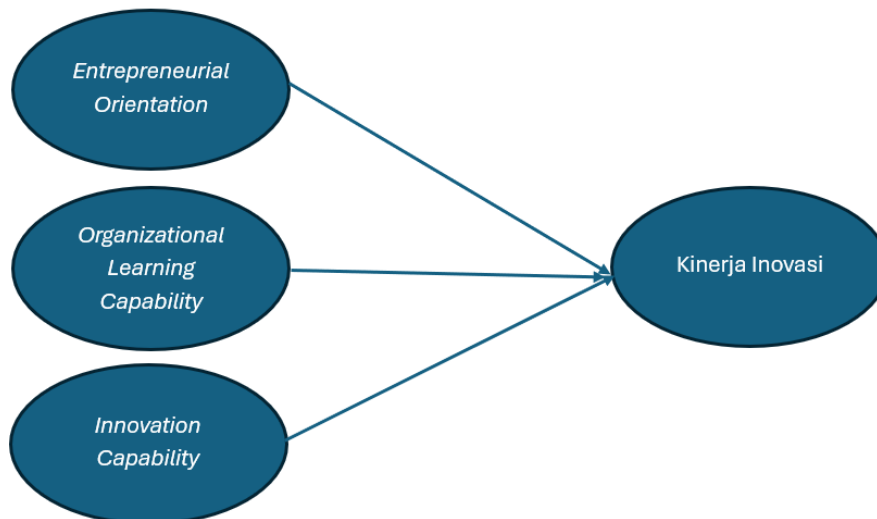 Entrepreneurial
Orientation
Organizational
Learning
Capability
Kinerja Inovasi
Innovation
Capability